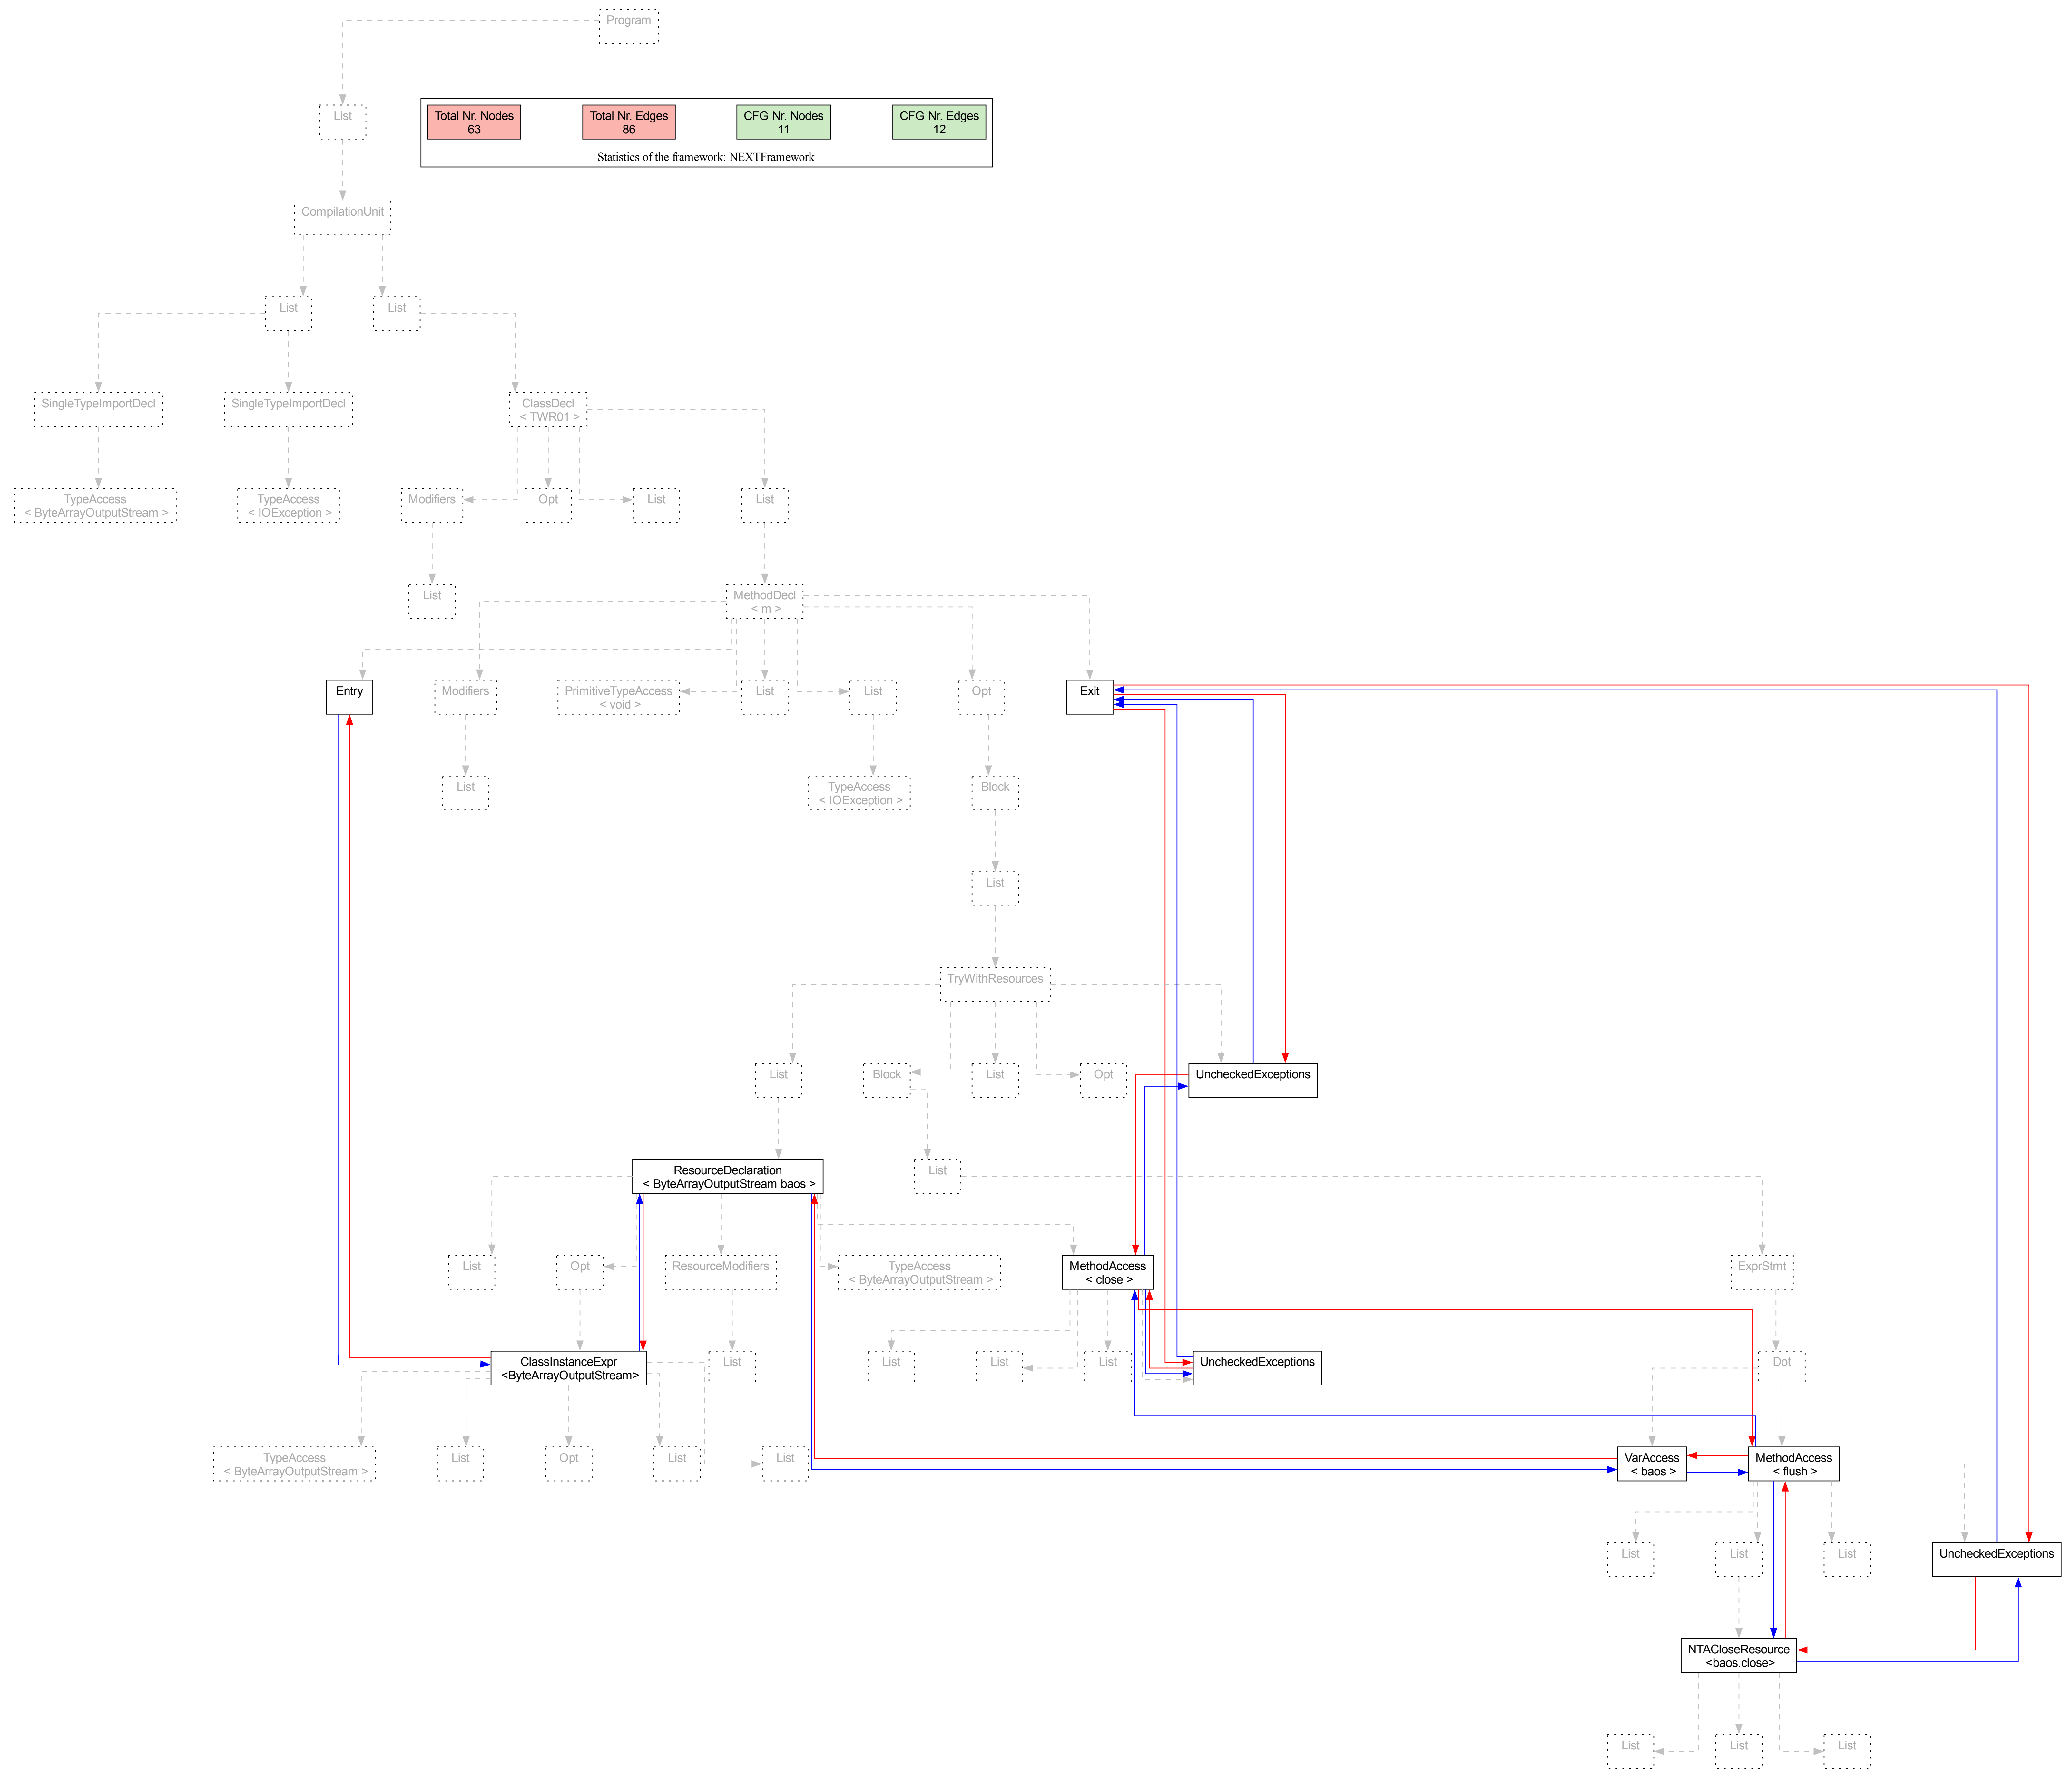 Program
List
Total Nr. Nodes
63
Total Nr. Edges
86
CFG Nr. Nodes
11
CFG Nr. Edges
12
Statistics of the framework: NEXTFramework
CompilationUnit
List
List
SingleTypeImportDecl
SingleTypeImportDecl
ClassDecl
< TWR01 >
TypeAccess
< ByteArrayOutputStream >
TypeAccess
< IOException >
Modifiers
Opt
List
List
List
MethodDecl
< m >
Entry
Modifiers
PrimitiveTypeAccess
< void >
List
List
Opt
Exit
List
TypeAccess
< IOException >
Block
List
TryWithResources
List
Block
List
Opt
UncheckedExceptions
ResourceDeclaration
< ByteArrayOutputStream baos >
List
List
Opt
ResourceModifiers
TypeAccess
< ByteArrayOutputStream >
MethodAccess
< close >
ExprStmt
ClassInstanceExpr
<ByteArrayOutputStream>
List
List
List
List
UncheckedExceptions
Dot
TypeAccess
< ByteArrayOutputStream >
List
Opt
List
List
VarAccess
< baos >
MethodAccess
< flush >
List
List
List
UncheckedExceptions
NTACloseResource
<baos.close>
List
List
List